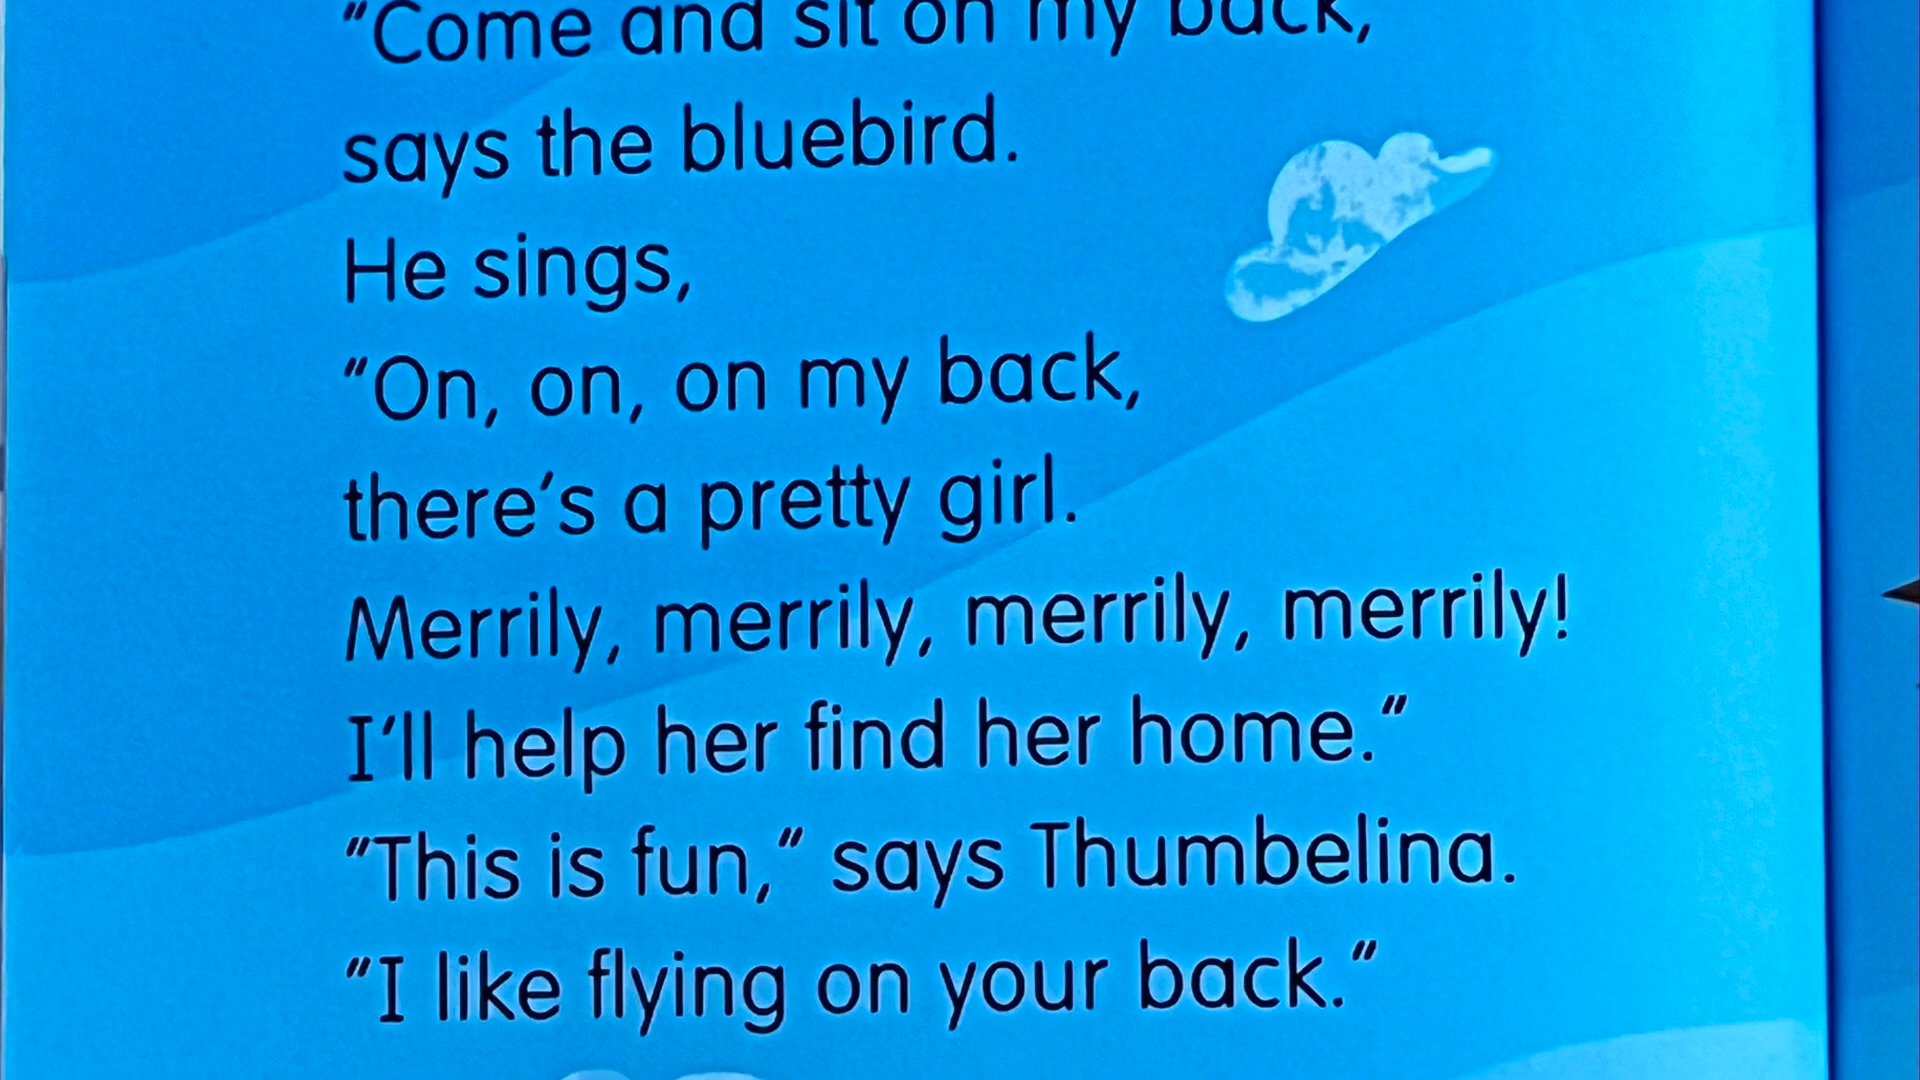 "Come and sit on my back,
says the bluebird.
He sings,
"On, on, on my back,
there's a pretty girl.
Merrily, merrily, merrily, merrily!
I'll help her find her home."
"This is fun," says Thumbelina.
"I like flying on your back."